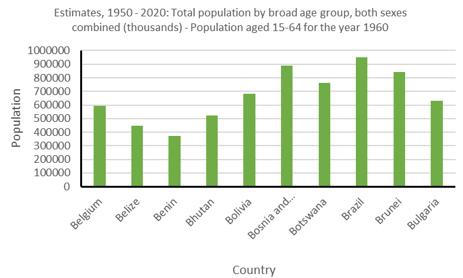 Estimates, 1950 - 2020: Total population by broad age group, both sexes
combined (thousands) - Population aged 15-64 for the year 1960
1000000
900000
800000
700000
600000
500000
400000
300000
200000
100000
0
Population
Belgium
Belize
Benin
Bhutan
Bolivia
Bosnia and...
Botswana
Brazil
Brunei
Bulgaria
Country